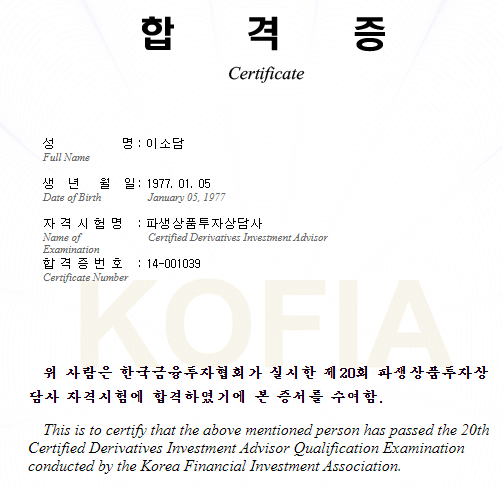 합 격 증
Certificate
성 명 : 이소담
Full Name
생 년 월 일 : 1977. 01. 05
Date of Birth January 05, 1977
자 격 시 험 명 : 파생상품투자상담사
Name of Certified Derivatives Investment Advisor
Examination
합 격 증 번 호 : 14-001039
Certificate Number
KOFIA
위 사람은 한국금융투자협회가 실시한 제20회 파생상품투자상
담사 자격시험에 합격하였기에 본 증서를 수여함.
This is to certify that the above mentioned person has passed the 20th
Certified Derivatives Investment Advisor Qualification Examination
conducted by the Korea Financial Investment Association.